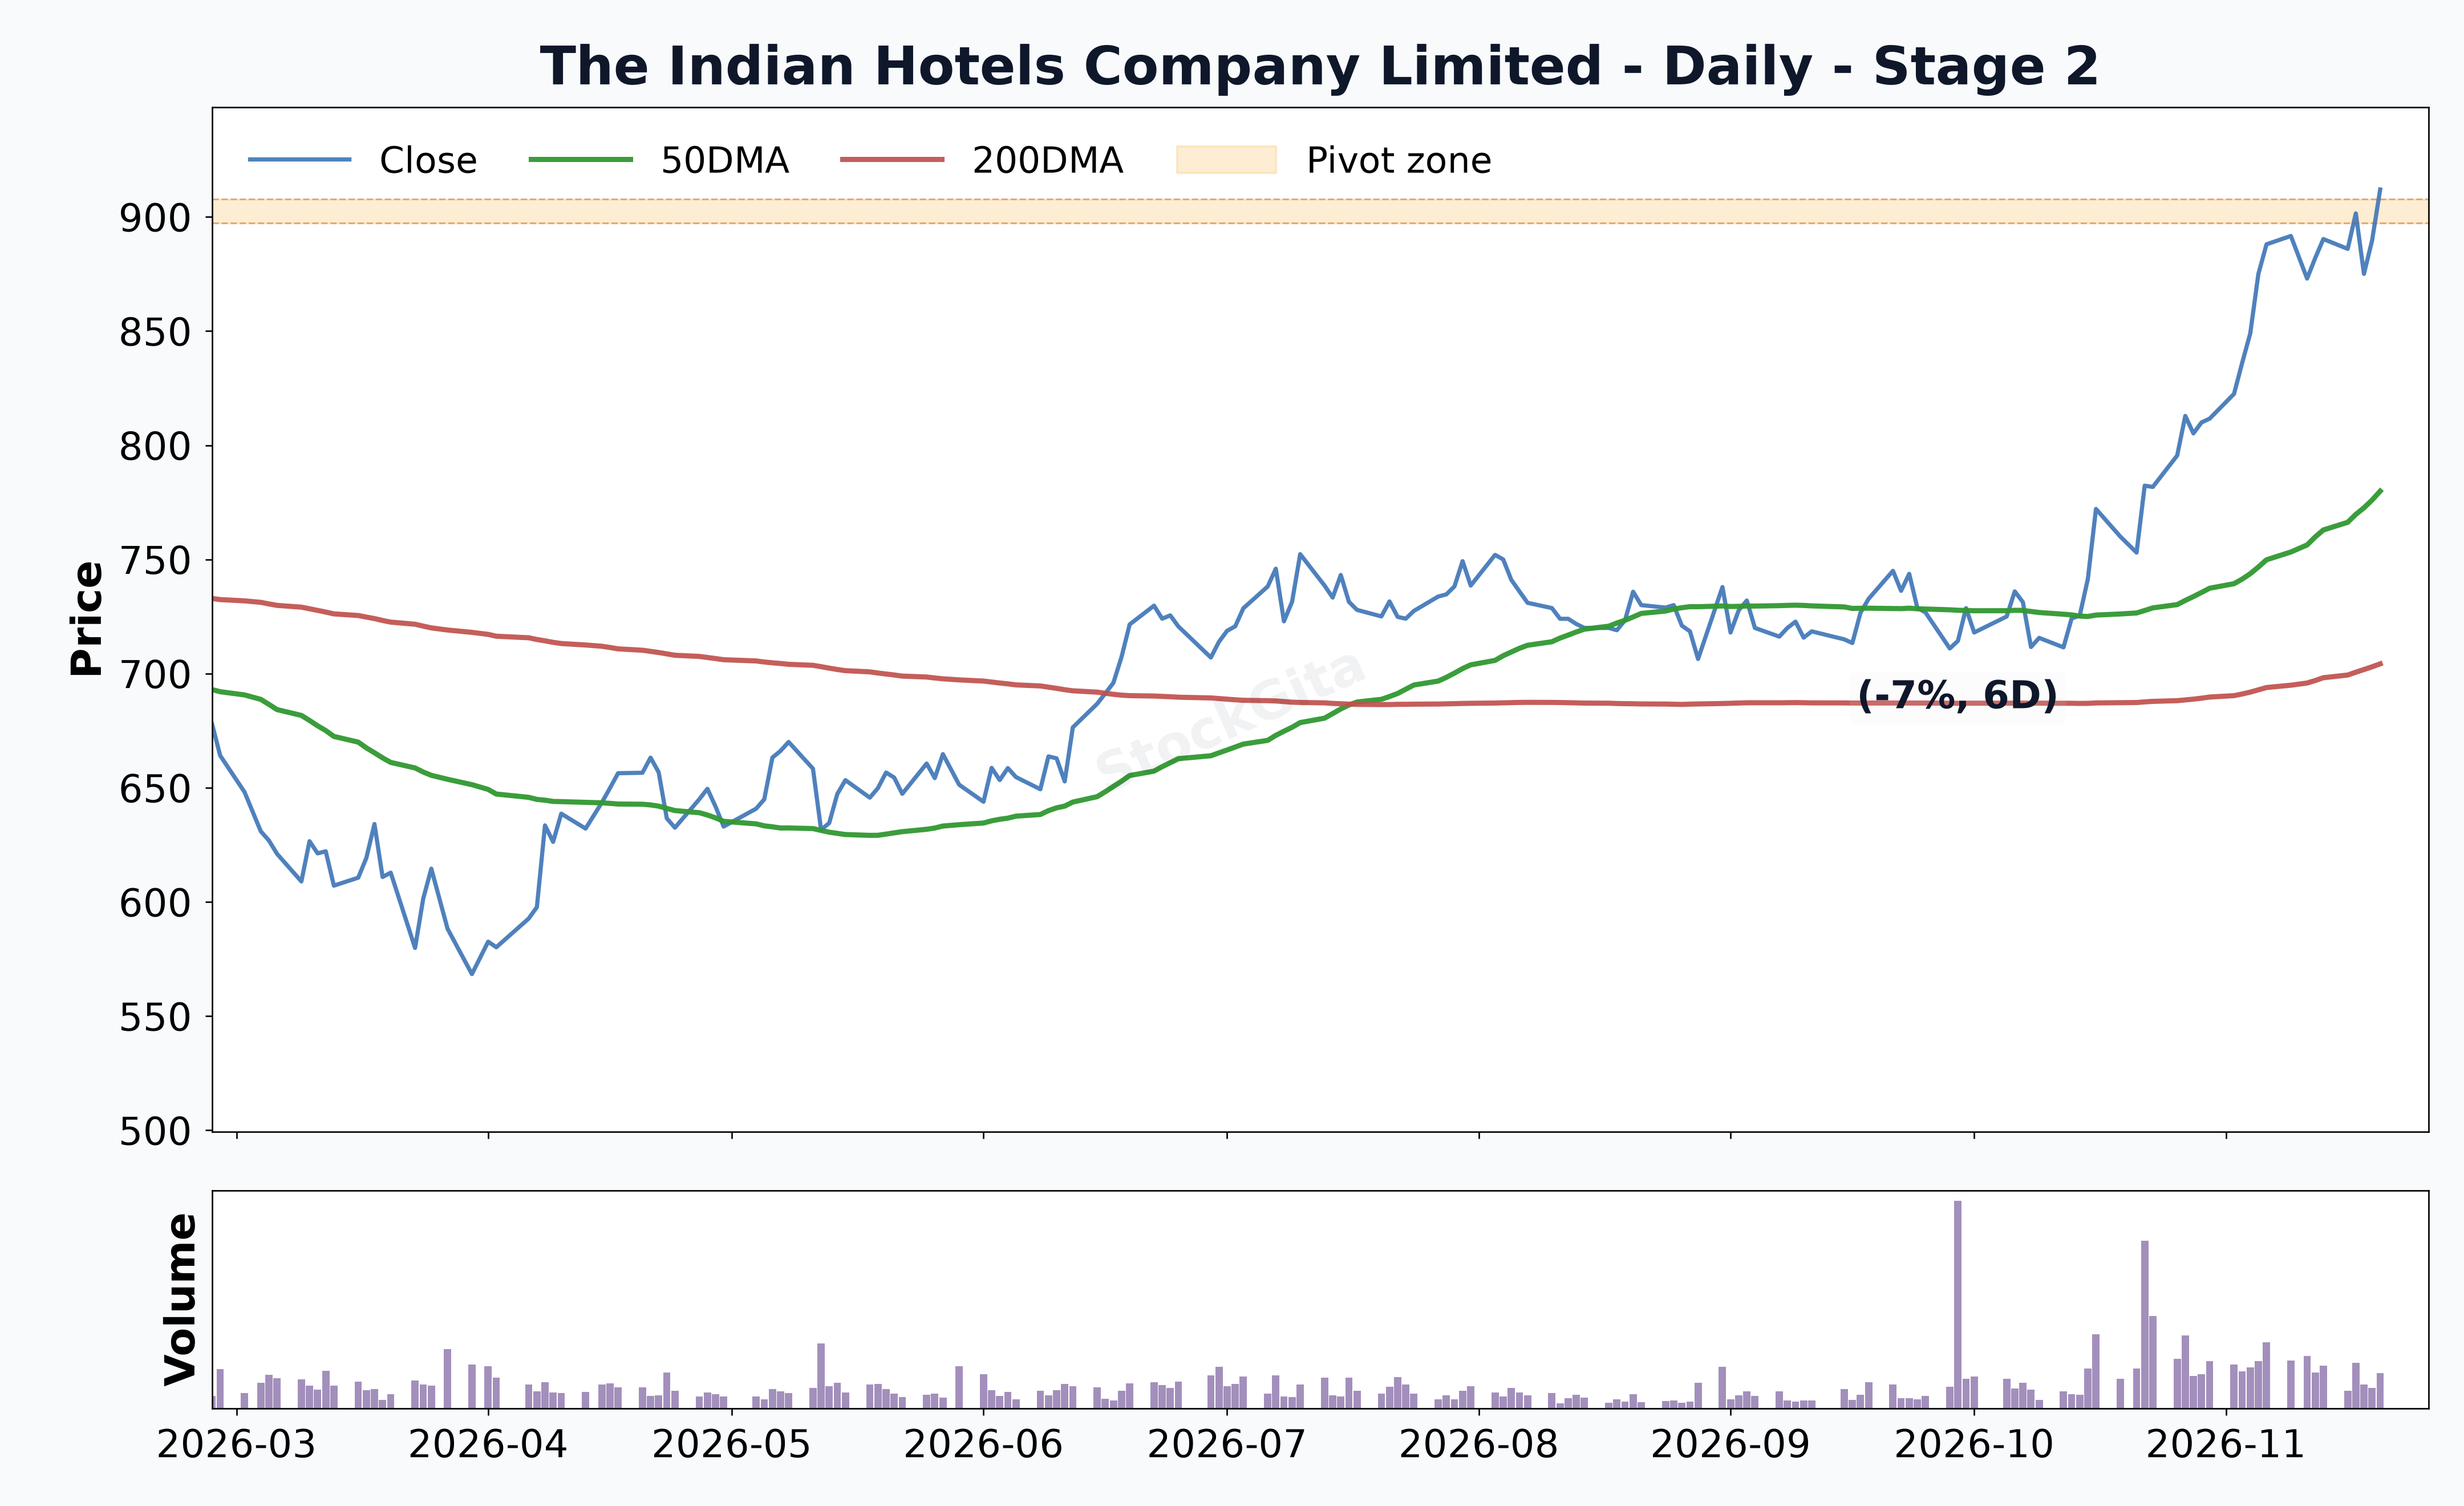 The Indian Hotels Company Limited - Daily - Stage 2
Close 50DMA 200DMA Pivot zone
900
850
800
750
700
650
600
550
500
Price
(-7%, 6D)
StockGita
Volume
2026-03 2026-04 2026-05 2026-06 2026-07 2026-08 2026-09 2026-10 2026-11